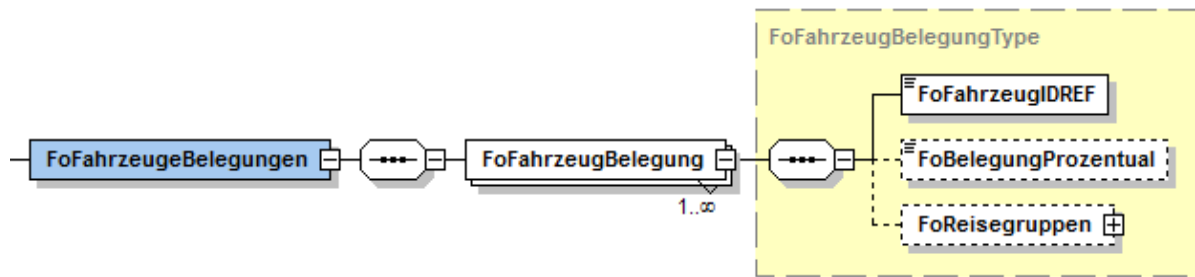 FoFahrzeugBelegungType
FoFahrzeugIDREF
FoFahrzeugeBelegungen
FoFahrzeugBelegung
FoBelegungProzentual
1..∞
FoReisegruppen